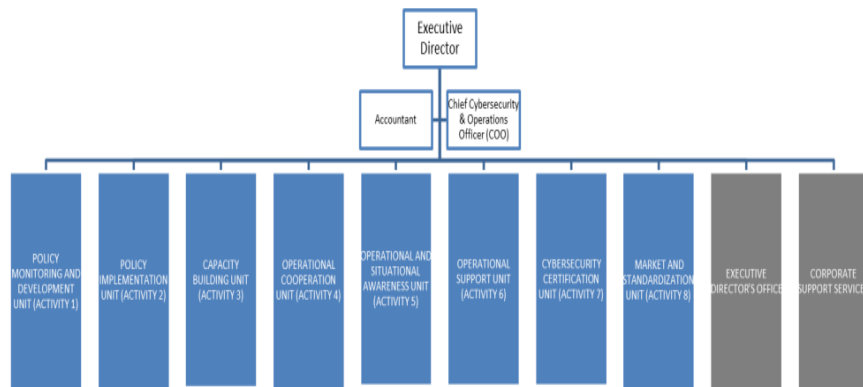 Executive
Director
Accountant
Chief Cybersecurity
& Operations
Officer (COO)
POLICY
MONITORING AND
DEVELOPMENT
UNIT (ACTIVITY 1)
POLICY
IMPLEMENTATION
UNIT (ACTIVITY 2)
CAPACITY
BUILDING UNIT
(ACTIVITY 3)
OPERATIONAL
COOPERATION
UNIT (ACTIVITY 4)
OPERATIONAL AND
SITUATIONAL
AWARENESS UNIT
(ACTIVITY 5)
OPERATIONAL
SUPPORT UNIT
(ACTIVITY 6)
CYBERSECURITY
CERTIFICATION
UNIT (ACTIVITY 7)
MARKET AND
STANDARDIZATION
UNIT (ACTIVITY 8)
EXECUTIVE
DIRECTOR'S OFFICE
CORPORATE
SUPPORT SERVICE